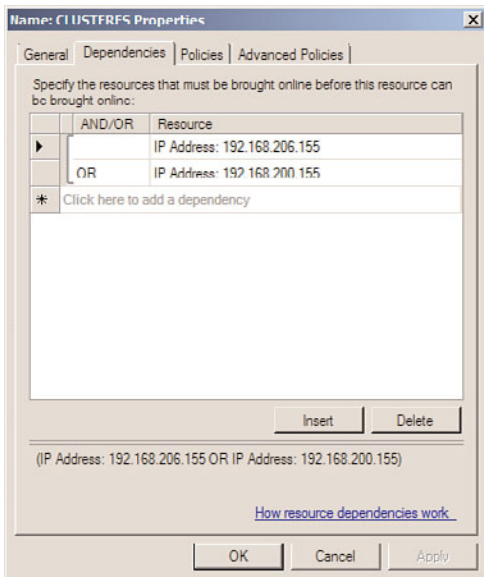 Name: CLUSTERFS Properties
General Dependencies Policies Advanced Policies
Specify the resources that must be brought online before this resource can
be brought online:
AND/OR Resource
IP Address: 192.168.206.155
OR IP Address: 192.168.200.155
Click here to add a dependency
Insert Delete
(IP Address: 192.168.206.155 OR IP Address: 192.168.200.155)
How resource dependencies work
OK Cancel Apply